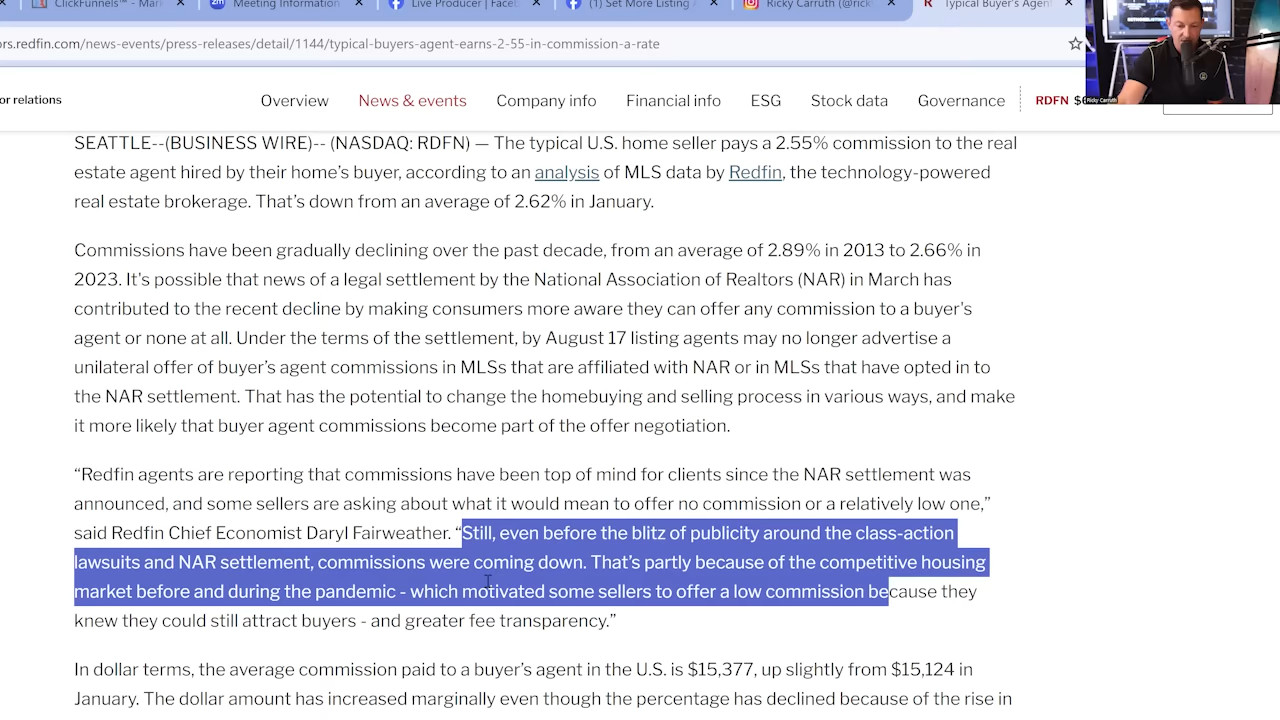 ClickFunnels™ - Mar
Meeting Information
Live Producer | Faceb
(1) Set More Listing
Ricky Carruth (@rick
Typical Buyer's Agent
ors.redfin.com/news-events/press-releases/detail/1144/typical-buyers-agent-earns-2-55-in-commission-a-rate
or relations
Overview
News & events
Company info
Financial info
ESG
Stock data
Governance
RDFN $
Ricky Carruth
SEATTLE--(BUSINESS WIRE)-- (NASDAQ: RDFN) — The typical U.S. home seller pays a 2.55% commission to the real
estate agent hired by their home's buyer, according to an analysis of MLS data by Redfin, the technology-powered
real estate brokerage. That's down from an average of 2.62% in January.
Commissions have been gradually declining over the past decade, from an average of 2.89% in 2013 to 2.66% in
2023. It's possible that news of a legal settlement by the National Association of Realtors (NAR) in March has
contributed to the recent decline by making consumers more aware they can offer any commission to a buyer's
agent or none at all. Under the terms of the settlement, by August 17 listing agents may no longer advertise a
unilateral offer of buyer's agent commissions in MLSs that are affiliated with NAR or in MLSs that have opted in to
the NAR settlement. That has the potential to change the homebuying and selling process in various ways, and make
it more likely that buyer agent commissions become part of the offer negotiation.
“Redfin agents are reporting that commissions have been top of mind for clients since the NAR settlement was
announced, and some sellers are asking about what it would mean to offer no commission or a relatively low one,”
said Redfin Chief Economist Daryl Fairweather. “Still, even before the blitz of publicity around the class-action
lawsuits and NAR settlement, commissions were coming down. That's partly because of the competitive housing
market before and during the pandemic - which motivated some sellers to offer a low commission because they
knew they could still attract buyers - and greater fee transparency.”
In dollar terms, the average commission paid to a buyer's agent in the U.S. is $15,377, up slightly from $15,124 in
January. The dollar amount has increased marginally even though the percentage has declined because of the rise in